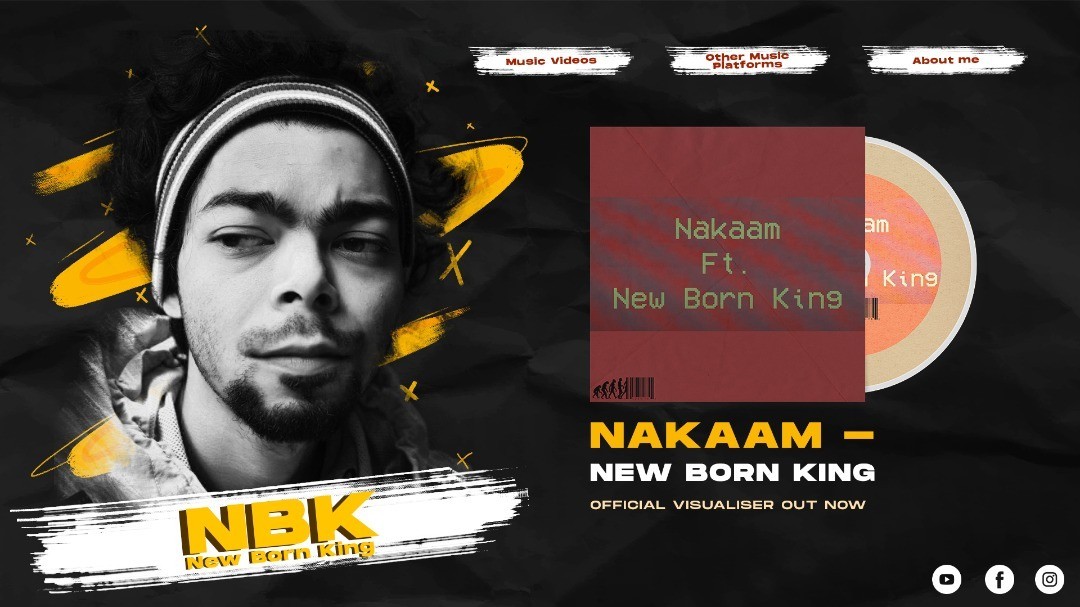 Music Videos
Other Music
Platforms
About me
Nakaam
Ft.
New Born King
am
King
NAKAAM –
NEW BORN KING
OFFICIAL VISUALISER OUT NOW
NBK
New Born King